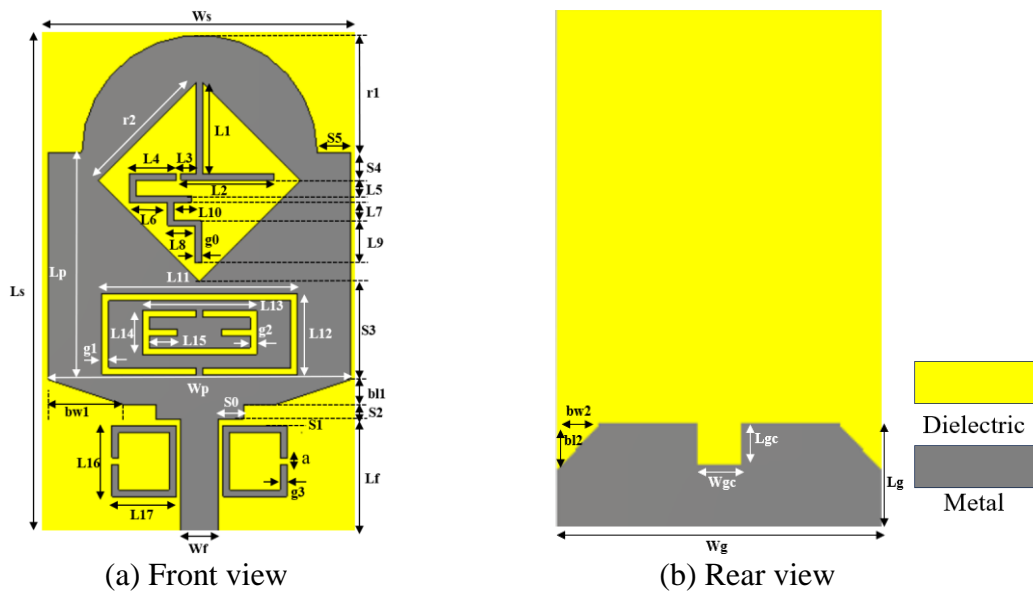 Ws
r1
r2
L1
S5
L4
L3
L2
S4
L5
L6
L10
L7
L8
g0
L9
Lp
L11
Ls
L13
L14
L12
L15
g2
g1
S3
Wp
bl1
bw1
S0
S2
S1
L16
a
g3
Lf
L17
Wf
(a) Front view
bw2
bl2
Lgc
Wgc
Lg
Wg
(b) Rear view
Dielectric
Metal